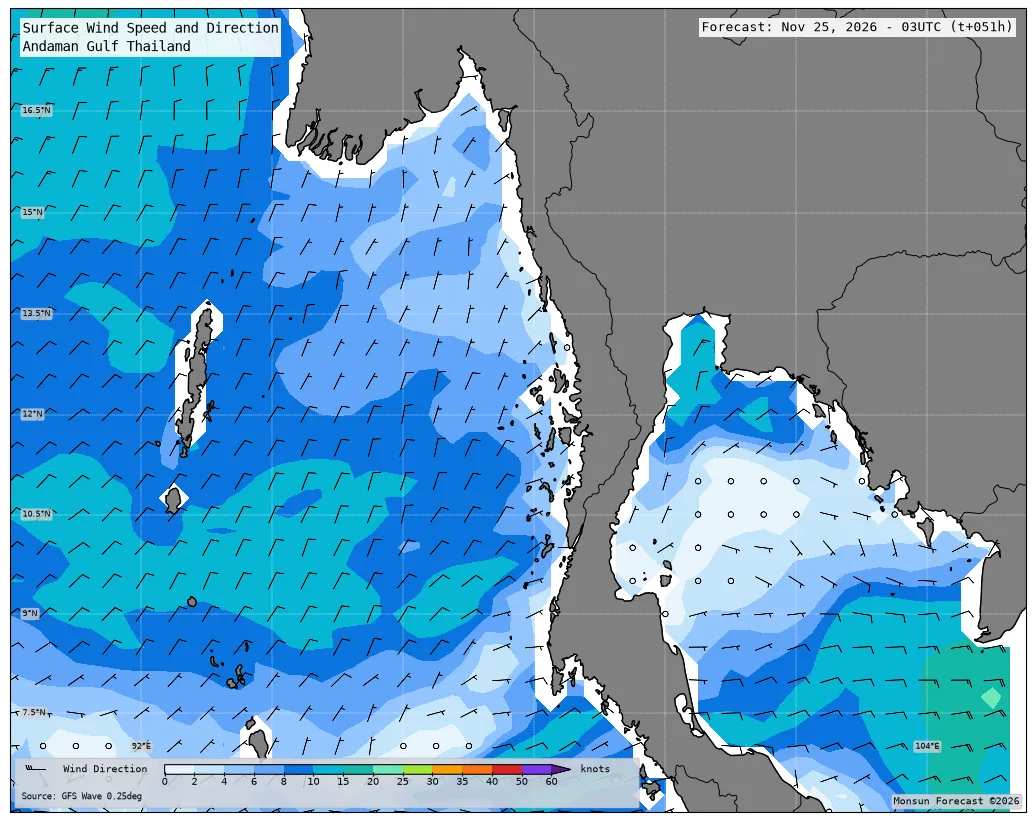 Surface Wind Speed and Direction
Andaman Gulf Thailand
Forecast: Nov 25, 2026 - 03UTC (t+051h)
16.5°N
15°N
13.5°N
12°N
10.5°N
9°N
7.5°N
92°E
104°E
Wind Direction
0 2 4 6 8 10 15 20 25 30 35 40 50 60
knots
Source: GFS Wave 0.25deg
Monsun Forecast ©2026